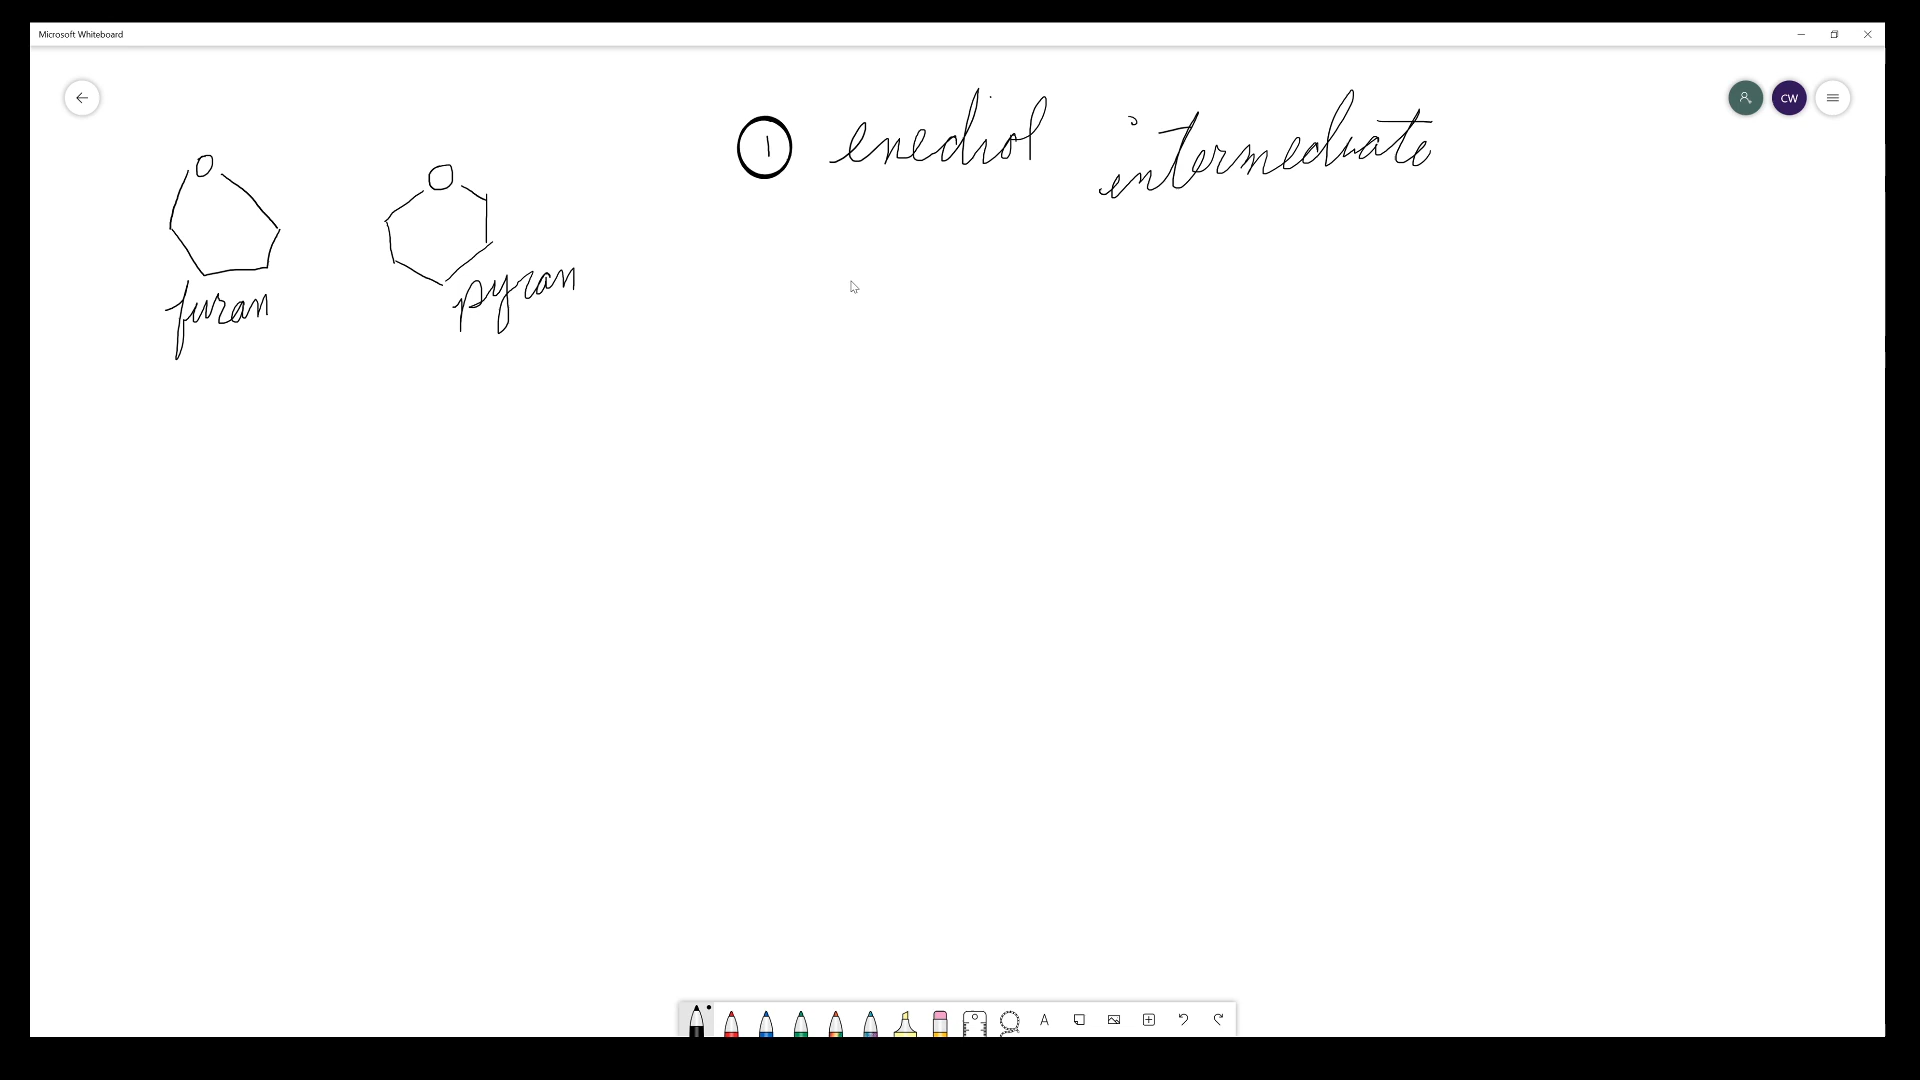 Microsoft Whiteboard
① enediol intermediate
CW
O
O
furan
pyran
A